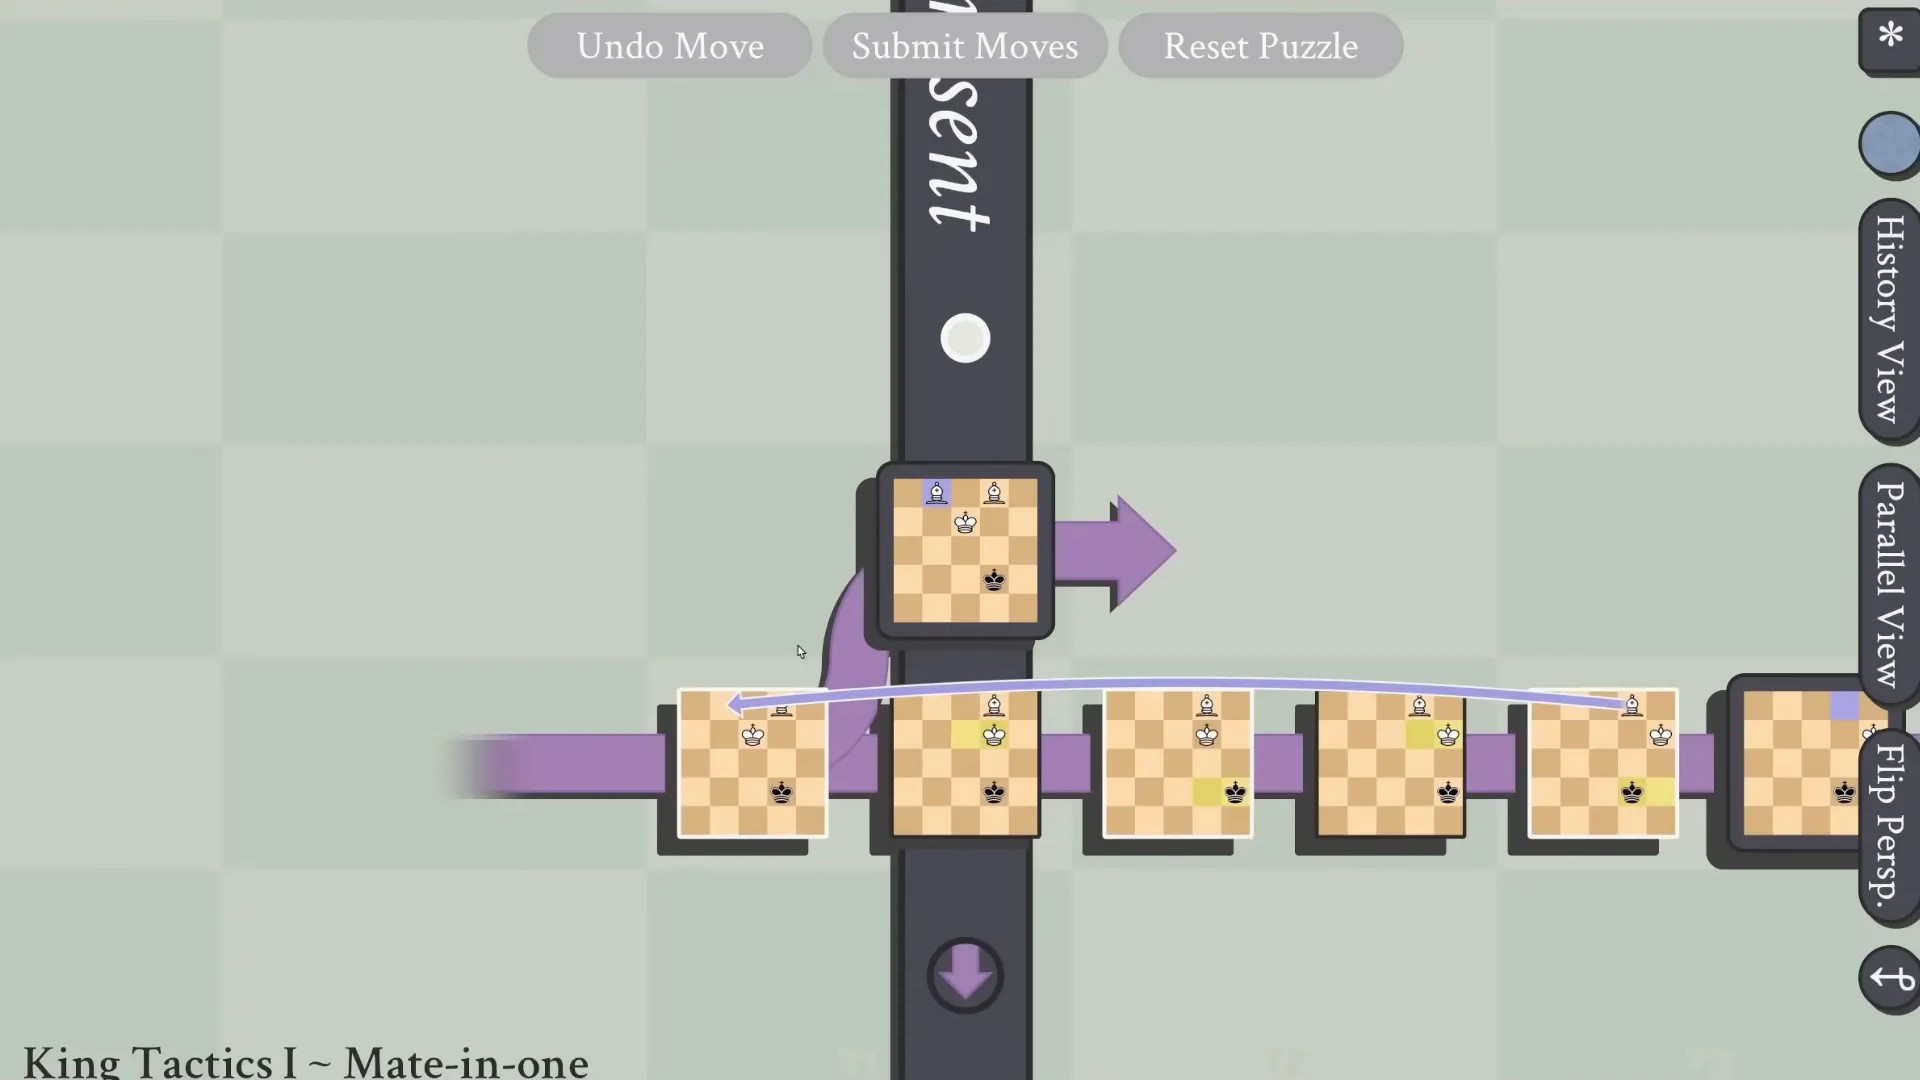 Undo Move
Submit Moves
Reset Puzzle
sent
*
History View
Parallel View
Flip Persp.
King Tactics I ~ Mate-in-one